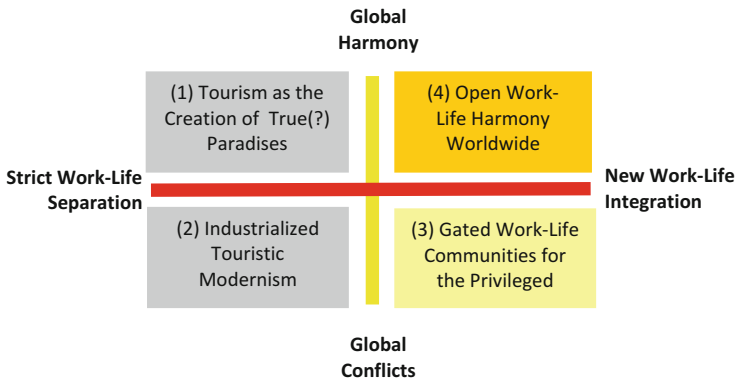 Global
Harmony
(1) Tourism as the
Creation of True(?)
Paradises
(4) Open Work-
Life Harmony
Worldwide
Strict Work-Life
Separation
New Work-Life
Integration
(2) Industrialized
Touristic
Modernism
(3) Gated Work-Life
Communities for
the Privileged
Global
Conflicts